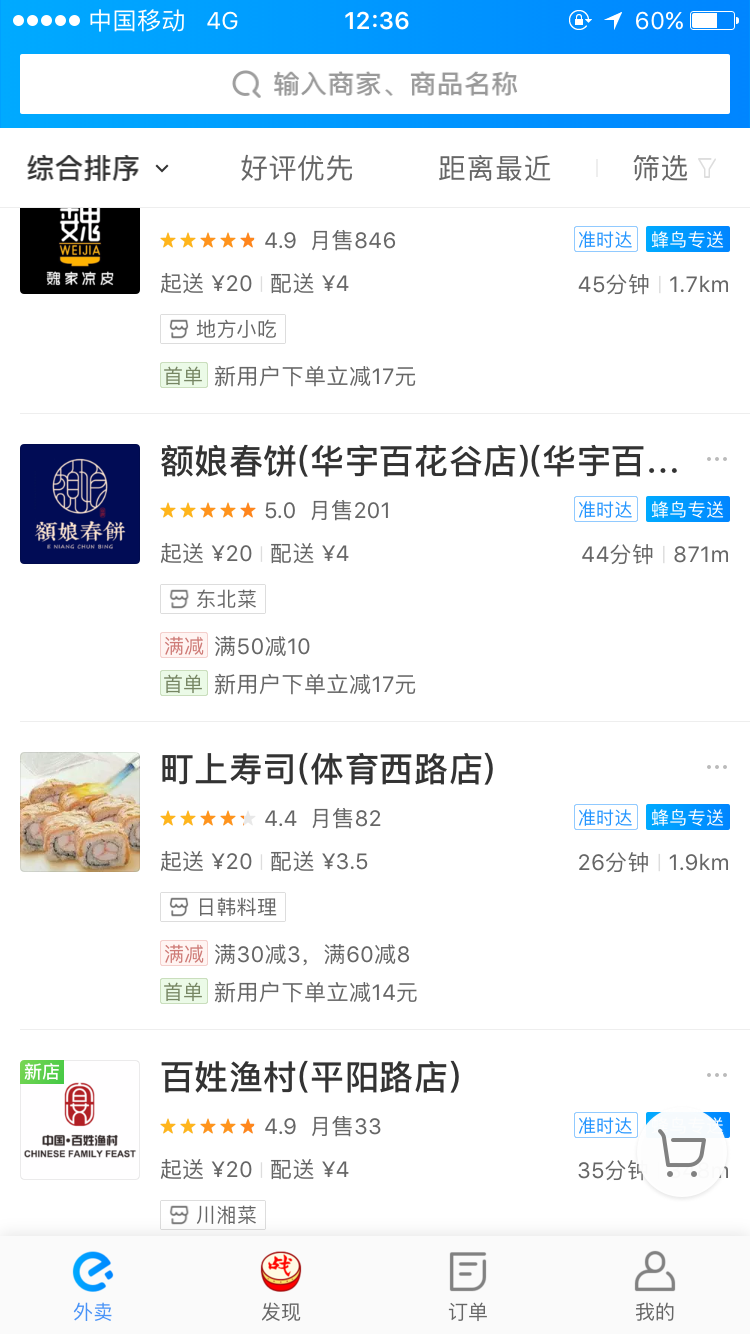 中国移动 4G 12:36 60%
输入商家、商品名称
综合排序 好评优先 距离最近 筛选
魏
WEIJIA
魏家凉皮
4.9 月售846 准时达 蜂鸟专送
起送 ¥20 配送 ¥4 45分钟 1.7km
地方小吃
首单 新用户下单立减17元
额娘春饼(华宇百花谷店)(华宇百...
額娘春餅
E NIANG CHUN BING
5.0 月售201 准时达 蜂鸟专送
起送 ¥20 配送 ¥4 44分钟 871m
东北菜
满减 满50减10
首单 新用户下单立减17元
町上寿司(体育西路店)
4.4 月售82 准时达 蜂鸟专送
起送 ¥20 配送 ¥3.5 26分钟 1.9km
日韩料理
满减 满30减3，满60减8
首单 新用户下单立减14元
新店
中国·百姓渔村
CHINESE FAMILY FEAST
百姓渔村(平阳路店)
4.9 月售33 准时达
起送 ¥20 配送 ¥4 35分钟
川湘菜
外卖 发现 订单 我的